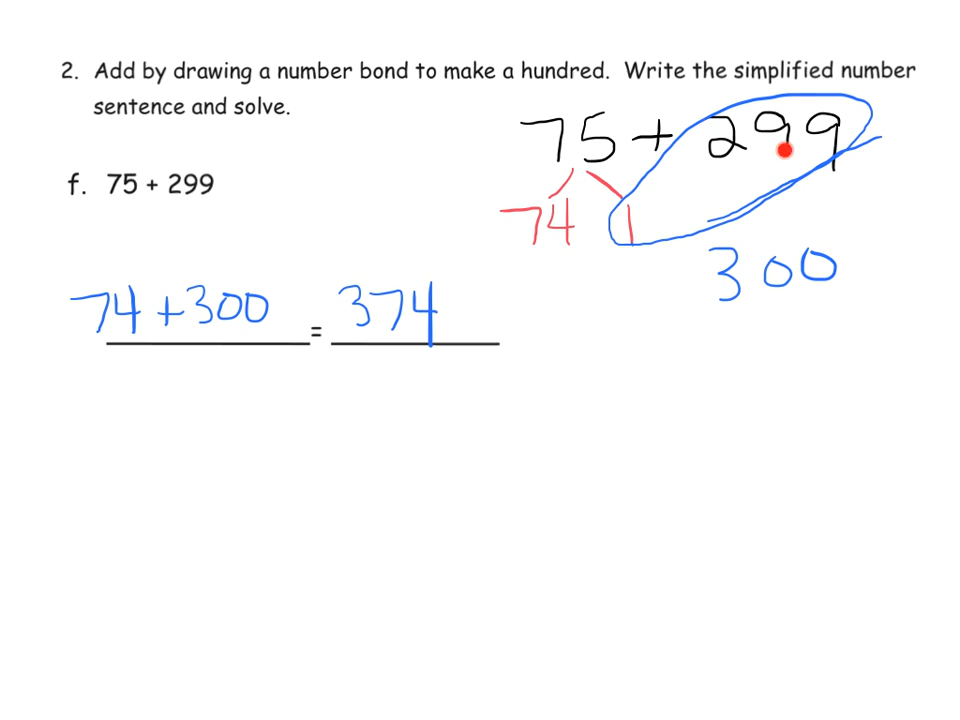 2. Add by drawing a number bond to make a hundred. Write the simplified number
sentence and solve.
75 + 299
f. 75 + 299
74 1
300
74 + 300 = 374